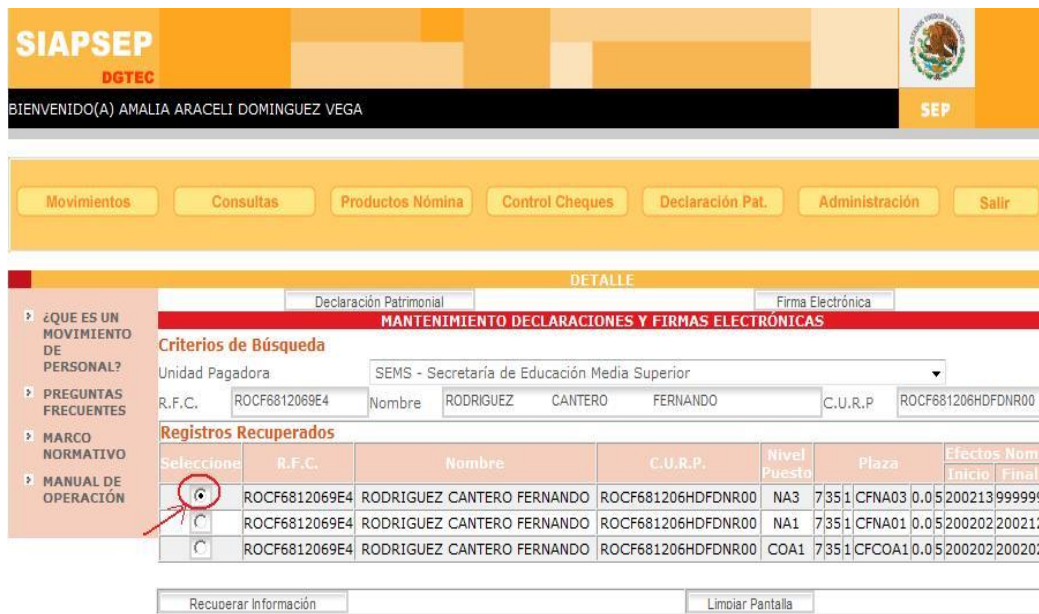 SIAPSEP
DGTEC
BIENVENIDO(A) AMALIA ARACELI DOMINGUEZ VEGA
SEP
Movimientos Consultas Productos Nómina Control Cheques Declaración Pat. Administración Salir
DETALLE
Declaración Patrimonial Firma Electrónica
MANTENIMIENTO DECLARACIONES Y FIRMAS ELECTRÓNICAS
¿QUE ES UN MOVIMIENTO DE PERSONAL?
PREGUNTAS FRECUENTES
MARCO NORMATIVO
MANUAL DE OPERACIÓN
Criterios de Búsqueda
Unidad Pagadora SEMS - Secretaría de Educación Media Superior
R.F.C. ROCF6812069E4 Nombre RODRIGUEZ CANTERO FERNANDO C.U.R.P ROCF681206HDFDNR00
Registros Recuperados
Seleccione R.F.C. Nombre C.U.R.P. Nivel Puesto Plaza Efectos Nom
Inicio Final
ROCF6812069E4 RODRIGUEZ CANTERO FERNANDO ROCF681206HDFDNR00 NA3 7 35 1 CFNA03 0.0 5 200213 999999
ROCF6812069E4 RODRIGUEZ CANTERO FERNANDO ROCF681206HDFDNR00 NA1 7 35 1 CFNA01 0.0 5 200202 200212
ROCF6812069E4 RODRIGUEZ CANTERO FERNANDO ROCF681206HDFDNR00 COA1 7 35 1 CFCOA1 0.0 5 200202 200202
Recuperar Información Limpiar Pantalla